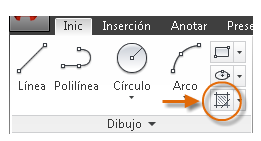 Inic Inserción Anotar Prese
Línea Polilínea Círculo Arco
Dibujo